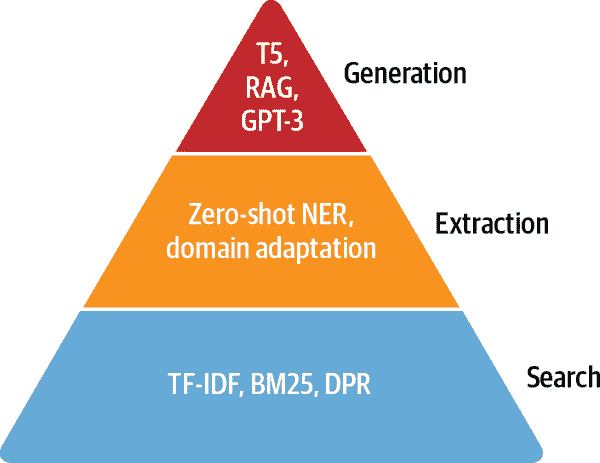 T5,
RAG,
GPT-3
Generation
Zero-shot NER,
domain adaptation
Extraction
TF-IDF, BM25, DPR
Search